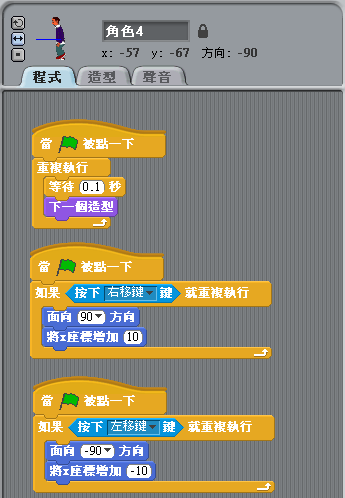 角色4
x: -57 y: -67 方向: -90
程式 造型 聲音
當 被點一下
重複執行
等待 0.1 秒
下一個造型
當 被點一下
如果 按下 右移鍵 鍵 就重複執行
面向 90 方向
將x座標增加 10
當 被點一下
如果 按下 左移鍵 鍵 就重複執行
面向 -90 方向
將x座標增加 -10